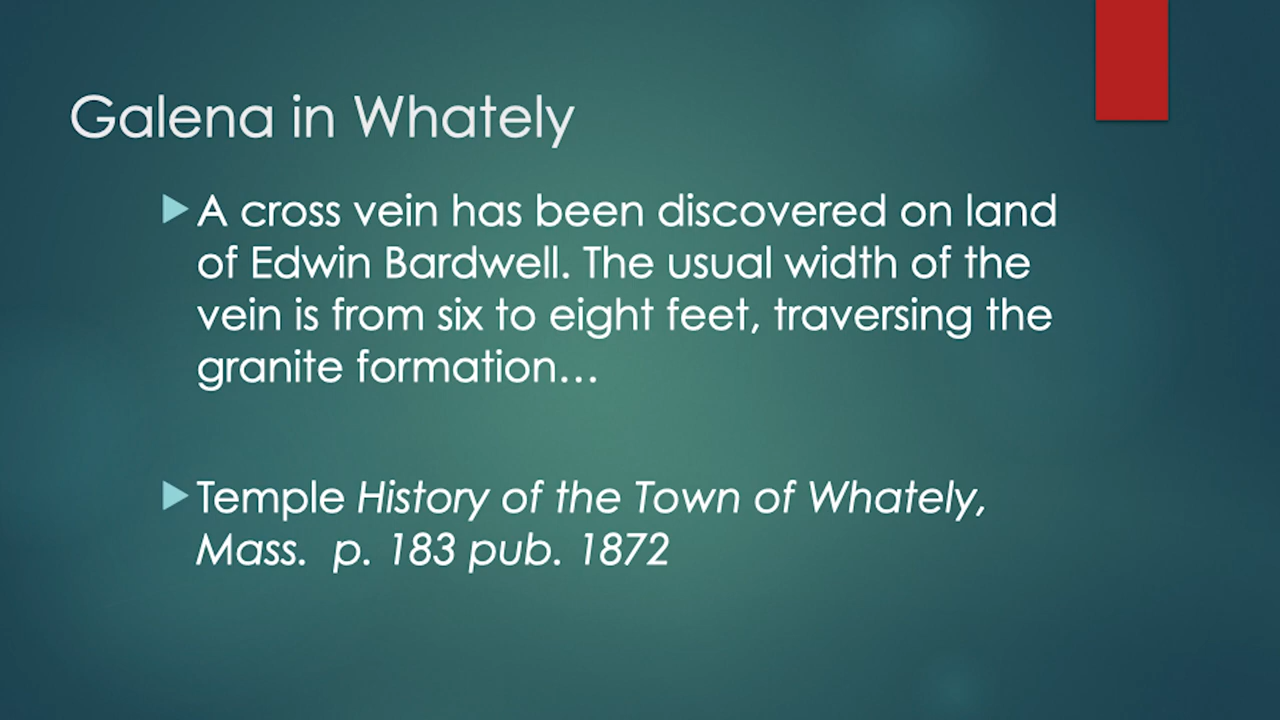 Galena in Whately
A cross vein has been discovered on land
of Edwin Bardwell. The usual width of the
vein is from six to eight feet, traversing the
granite formation...
Temple History of the Town of Whately,
Mass. p. 183 pub. 1872